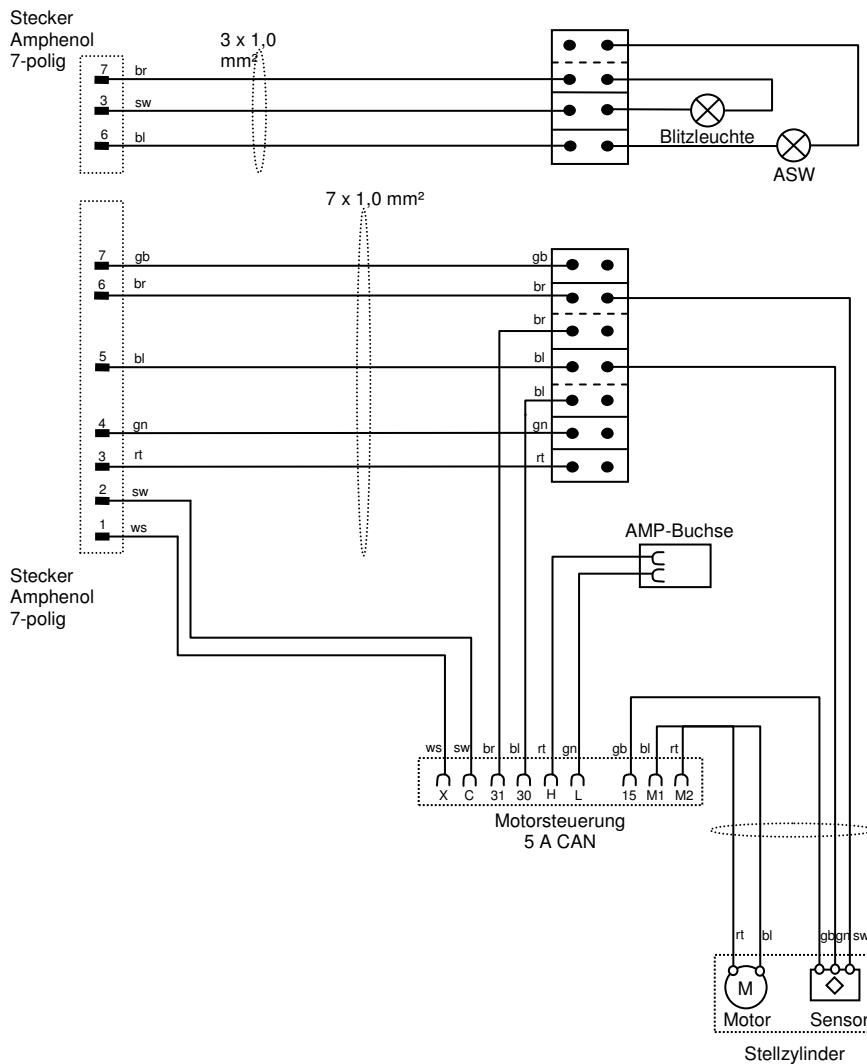 Stecker
Amphenol
7-polig
3 x 1,0
mm²
7 br
3 sw
6 bl
Blitzleuchte
ASW
7 x 1,0 mm²
7 gb gb
6 br br
br
5 bl bl
bl
4 gn gn
3 rt rt
2 sw
1 ws
AMP-Buchse
Stecker
Amphenol
7-polig
ws sw br bl rt gn gb bl rt
X C 31 30 H L 15 M1 M2
Motorsteuerung
5 A CAN
rt bl gb gn sw
M
Motor Sensor
Stellzylinder